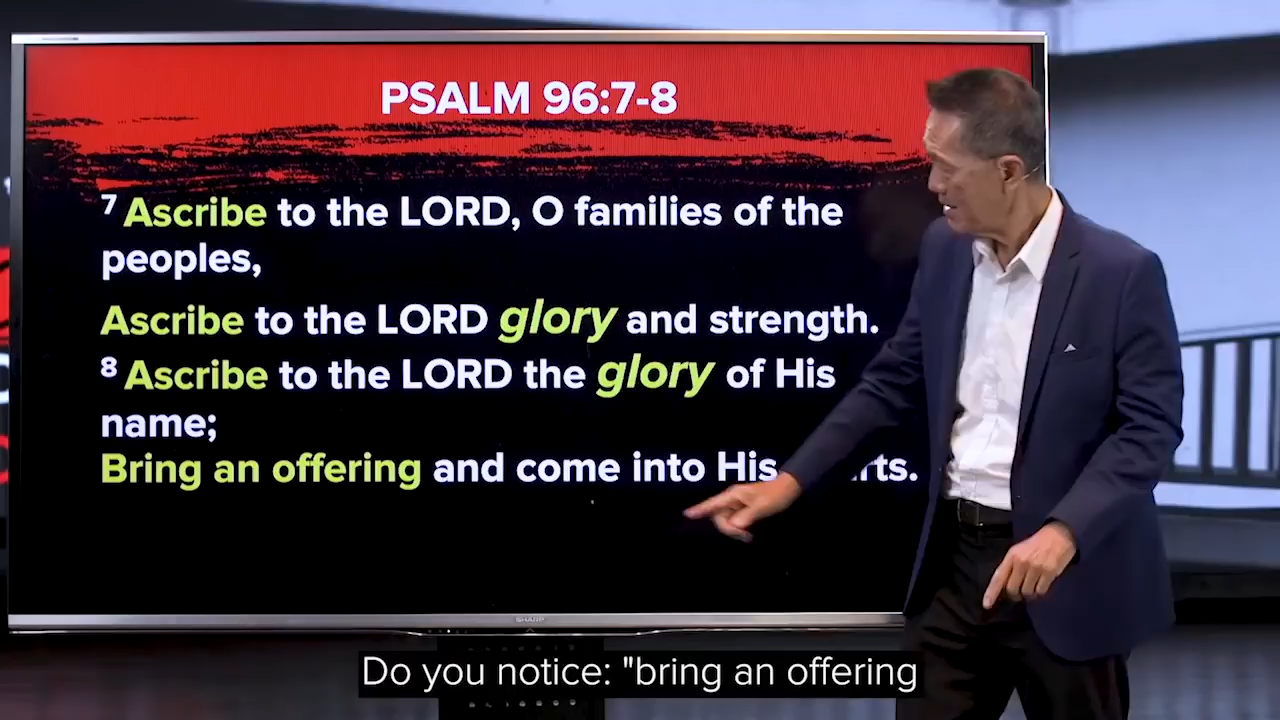 PSALM 96:7-8
7 Ascribe to the LORD, O families of the
peoples,
Ascribe to the LORD glory and strength.
8 Ascribe to the LORD the glory of His
name;
Bring an offering and come into His
SHARP
Do you notice: "bring an offering